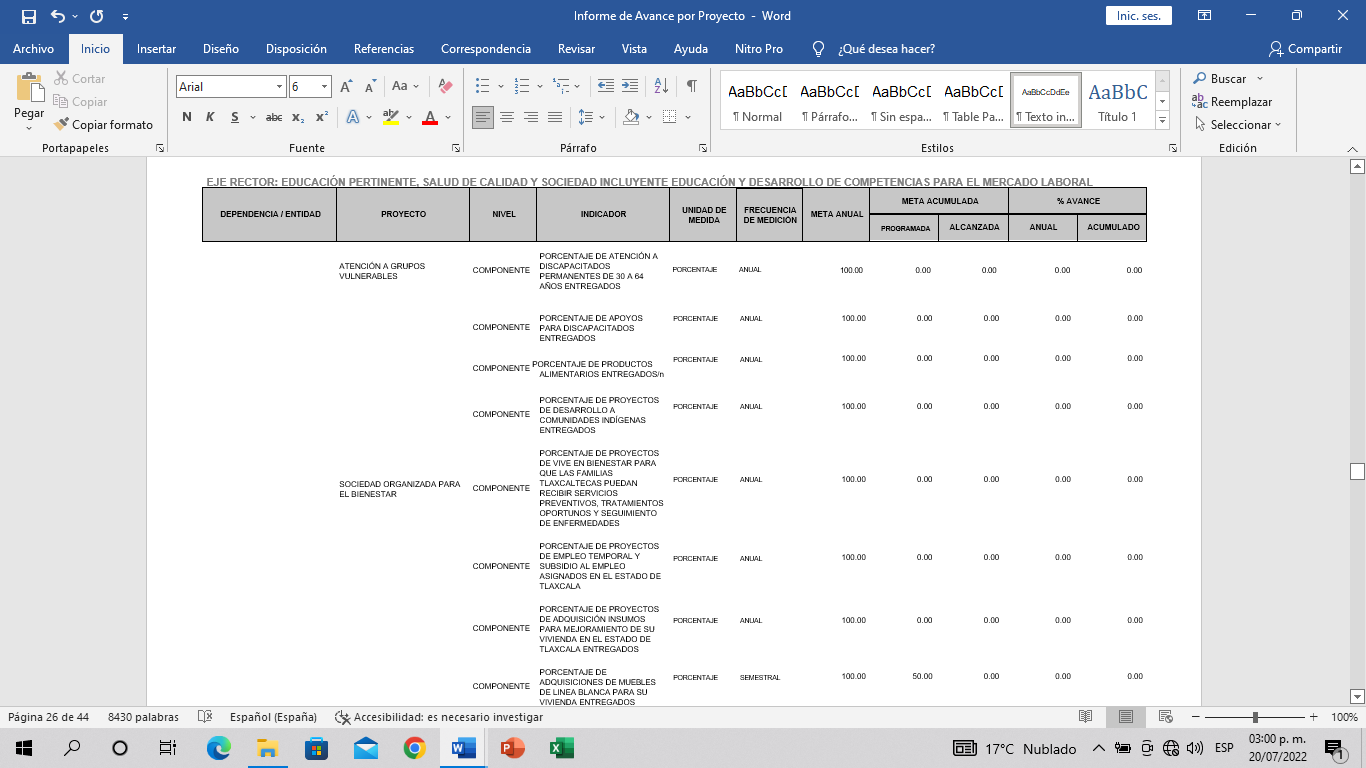 Informe de Avance por Proyecto - Word
Inic. ses.
Archivo Inicio Insertar Diseño Disposición Referencias Correspondencia Revisar Vista Ayuda Nitro Pro ¿Qué desea hacer? Compartir
Pegar
Cortar
Copiar
Copiar formato
Portapapeles
Arial 6
Aa
N K S abc x₂ x²
Fuente
Párrafo
AaBbCcD AaBbCcD AaBbCcD AaBbCcD AaBbCcDdEe AaBbC
¶ Normal ¶ Párrafo... ¶ Sin espa... ¶ Table Pa... ¶ Texto in... Título 1
Estilos
Buscar
Reemplazar
Seleccionar
Edición
EJE RECTOR: EDUCACIÓN PERTINENTE, SALUD DE CALIDAD Y SOCIEDAD INCLUYENTE EDUCACIÓN Y DESARROLLO DE COMPETENCIAS PARA EL MERCADO LABORAL
DEPENDENCIA / ENTIDAD
PROYECTO
NIVEL
INDICADOR
UNIDAD DE
MEDIDA
FRECUENCIA
DE MEDICIÓN
META ANUAL
META ACUMULADA
PROGRAMADA ALCANZADA
% AVANCE
ANUAL ACUMULADO
ATENCIÓN A GRUPOS
VULNERABLES
COMPONENTE
PORCENTAJE DE ATENCIÓN A
DISCAPACITADOS
PERMANENTES DE 30 A 64
AÑOS ENTREGADOS
PORCENTAJE ANUAL 100.00 0.00 0.00 0.00 0.00
COMPONENTE
PORCENTAJE DE APOYOS
PARA DISCAPACITADOS
ENTREGADOS
PORCENTAJE ANUAL 100.00 0.00 0.00 0.00 0.00
COMPONENTE
PORCENTAJE DE PRODUCTOS
ALIMENTARIOS ENTREGADOS/n
PORCENTAJE ANUAL 100.00 0.00 0.00 0.00 0.00
COMPONENTE
PORCENTAJE DE PROYECTOS
DE DESARROLLO A
COMUNIDADES INDÍGENAS
ENTREGADOS
PORCENTAJE ANUAL 100.00 0.00 0.00 0.00 0.00
SOCIEDAD ORGANIZADA PARA
EL BIENESTAR
COMPONENTE
PORCENTAJE DE PROYECTOS
DE VIVE EN BIENESTAR PARA
QUE LAS FAMILIAS
TLAXCALTECAS PUEDAN
RECIBIR SERVICIOS
PREVENTIVOS, TRATAMIENTOS
OPORTUNOS Y SEGUIMIENTO
DE ENFERMEDADES
PORCENTAJE ANUAL 100.00 0.00 0.00 0.00 0.00
COMPONENTE
PORCENTAJE DE PROYECTOS
DE EMPLEO TEMPORAL Y
SUBSIDIO AL EMPLEO
ASIGNADOS EN EL ESTADO DE
TLAXCALA
PORCENTAJE ANUAL 100.00 0.00 0.00 0.00 0.00
COMPONENTE
PORCENTAJE DE PROYECTOS
DE ADQUISICIÓN INSUMOS
PARA MEJORAMIENTO DE SU
VIVIENDA EN EL ESTADO DE
TLAXCALA ENTREGADOS
PORCENTAJE ANUAL 100.00 0.00 0.00 0.00 0.00
COMPONENTE
PORCENTAJE DE
ADQUISICIONES DE MUEBLES
DE LINEA BLANCA PARA SU
VIVIENDA ENTREGADOS
PORCENTAJE SEMESTRAL 100.00 50.00 0.00 0.00 0.00
Página 26 de 44 8430 palabras Español (España) Accesibilidad: es necesario investigar 100%
17°C Nublado ESP
03:00 p. m.
20/07/2022
1